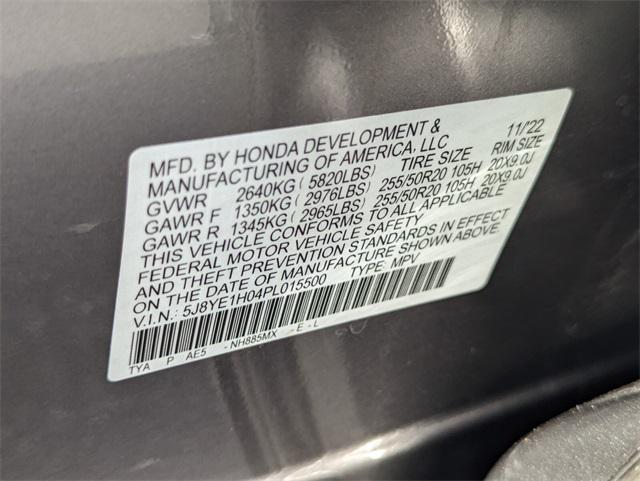 MFD. BY HONDA DEVELOPMENT & 11/'22
MANUFACTURING OF AMERICA, LLC
TIRE SIZE RIM SIZE
GVWR 2640KG ( 5820LBS)
GAWR F 1350KG ( 2976LBS) 255/50R20 105H 20X9.0J
GAWR R 1345KG ( 2965LBS) 255/50R20 105H 20X9.0J
THIS VEHICLE CONFORMS TO ALL APPLICABLE
FEDERAL MOTOR VEHICLE SAFETY
AND THEFT PREVENTION STANDARDS IN EFFECT
ON THE DATE OF MANUFACTURE SHOWN ABOVE.
V.I.N.: 5J8YE1H04PL015500 TYPE: MPV
TYA P AE5 - NH885MX - E - L